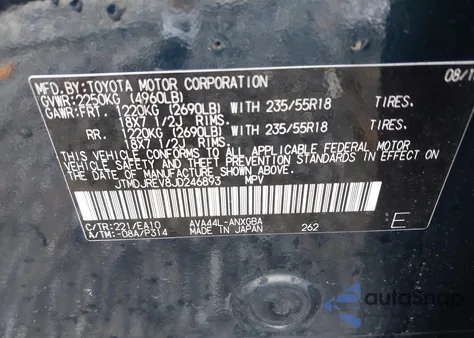 MFD.BY:TOYOTA MOTOR CORPORATION 08/1
GVWR:2250KG (4960LB)
GAWR:FRT. 1220KG (2690LB) WITH 235/55R18 TIRES.
18X7 1/2J RIMS.
RR. 1220KG (2690LB) WITH 235/55R18 TIRES.
18X7 1/2J RIMS.
THIS VEHICLE CONFORMS TO ALL APPLICABLE FEDERAL MOTOR
VEHICLE SAFETY AND THEFT PREVENTION STANDARDS IN EFFECT
ON THE DATE OF MANUFACTURE SHOWN ABOVE.
JTMDJREV8JD246893 MPV
C/TR:221/EA10 AVA44L-ANXGBA E
A/TM:-08A/P314 MADE IN JAPAN 262
autoSnap